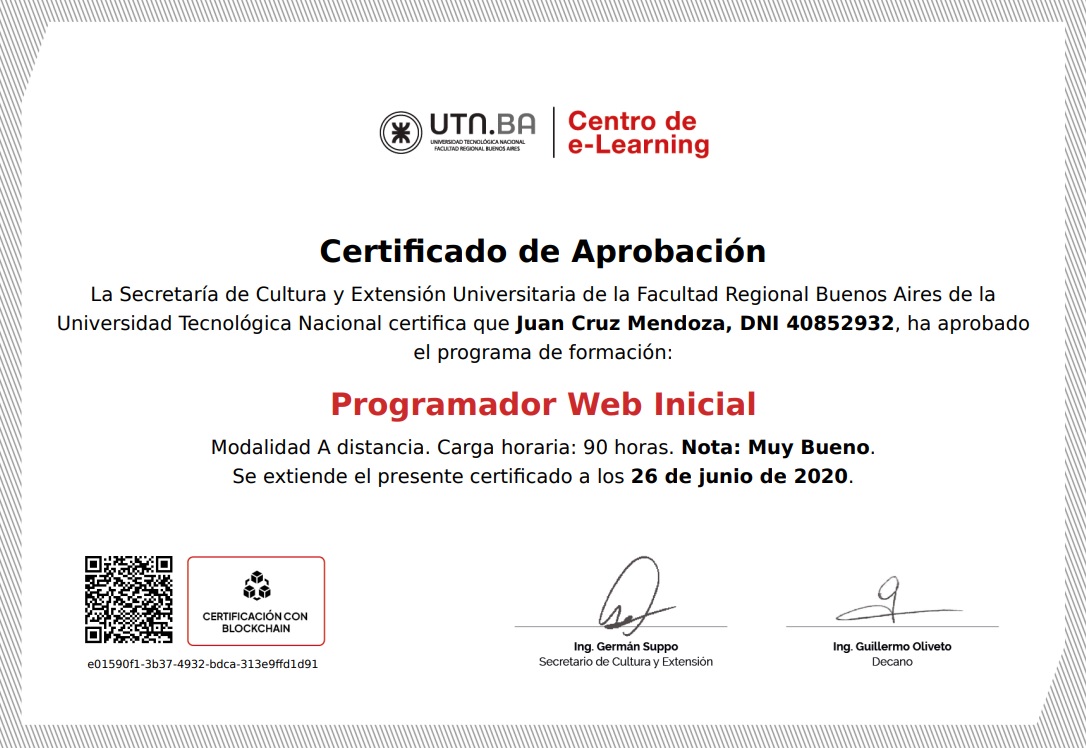 UTN.BA
UNIVERSIDAD TECNOLÓGICA NACIONAL
FACULTAD REGIONAL BUENOS AIRES
Centro de
e-Learning
Certificado de Aprobación
La Secretaría de Cultura y Extensión Universitaria de la Facultad Regional Buenos Aires de la
Universidad Tecnológica Nacional certifica que Juan Cruz Mendoza, DNI 40852932, ha aprobado
el programa de formación:
Programador Web Inicial
Modalidad A distancia. Carga horaria: 90 horas. Nota: Muy Bueno.
Se extiende el presente certificado a los 26 de junio de 2020.
CERTIFICACIÓN CON
BLOCKCHAIN
e01590f1-3b37-4932-bdca-313e9ffd1d91
Ing. Germán Suppo
Secretario de Cultura y Extensión
Ing. Guillermo Oliveto
Decano